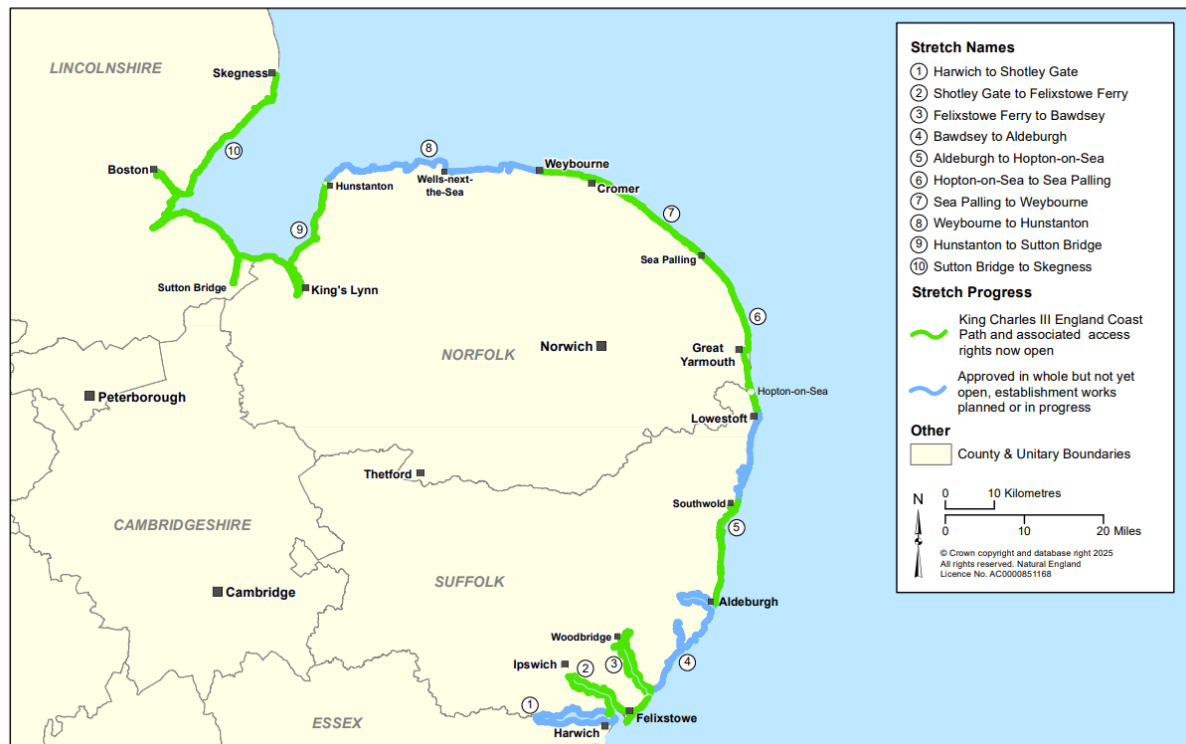 LINCOLNSHIRE
Skegness
10
Boston
8
Weybourne
Wells-next-
the-Sea
Hunstanton
Cromer
7
9
Sea Palling
Sutton Bridge
King's Lynn
6
Norwich
NORFOLK
Great
Yarmouth
Peterborough
Hopton-on-Sea
Lowestoft
Thetford
Southwold
CAMBRIDGESHIRE
5
SUFFOLK
Cambridge
Aldeburgh
Woodbridge
Ipswich
2
3
4
1
ESSEX
Felixstowe
Harwich
Stretch Names
1 Harwich to Shotley Gate
2 Shotley Gate to Felixstowe Ferry
3 Felixstowe Ferry to Bawdsey
4 Bawdsey to Aldeburgh
5 Aldeburgh to Hopton-on-Sea
6 Hopton-on-Sea to Sea Palling
7 Sea Palling to Weybourne
8 Weybourne to Hunstanton
9 Hunstanton to Sutton Bridge
10 Sutton Bridge to Skegness
Stretch Progress
King Charles III England Coast
Path and associated access
rights now open
Approved in whole but not yet
open, establishment works
planned or in progress
Other
County & Unitary Boundaries
N
0 10 Kilometres
0 10 20 Miles
© Crown copyright and database right 2025
All rights reserved. Natural England
Licence No. AC0000851168